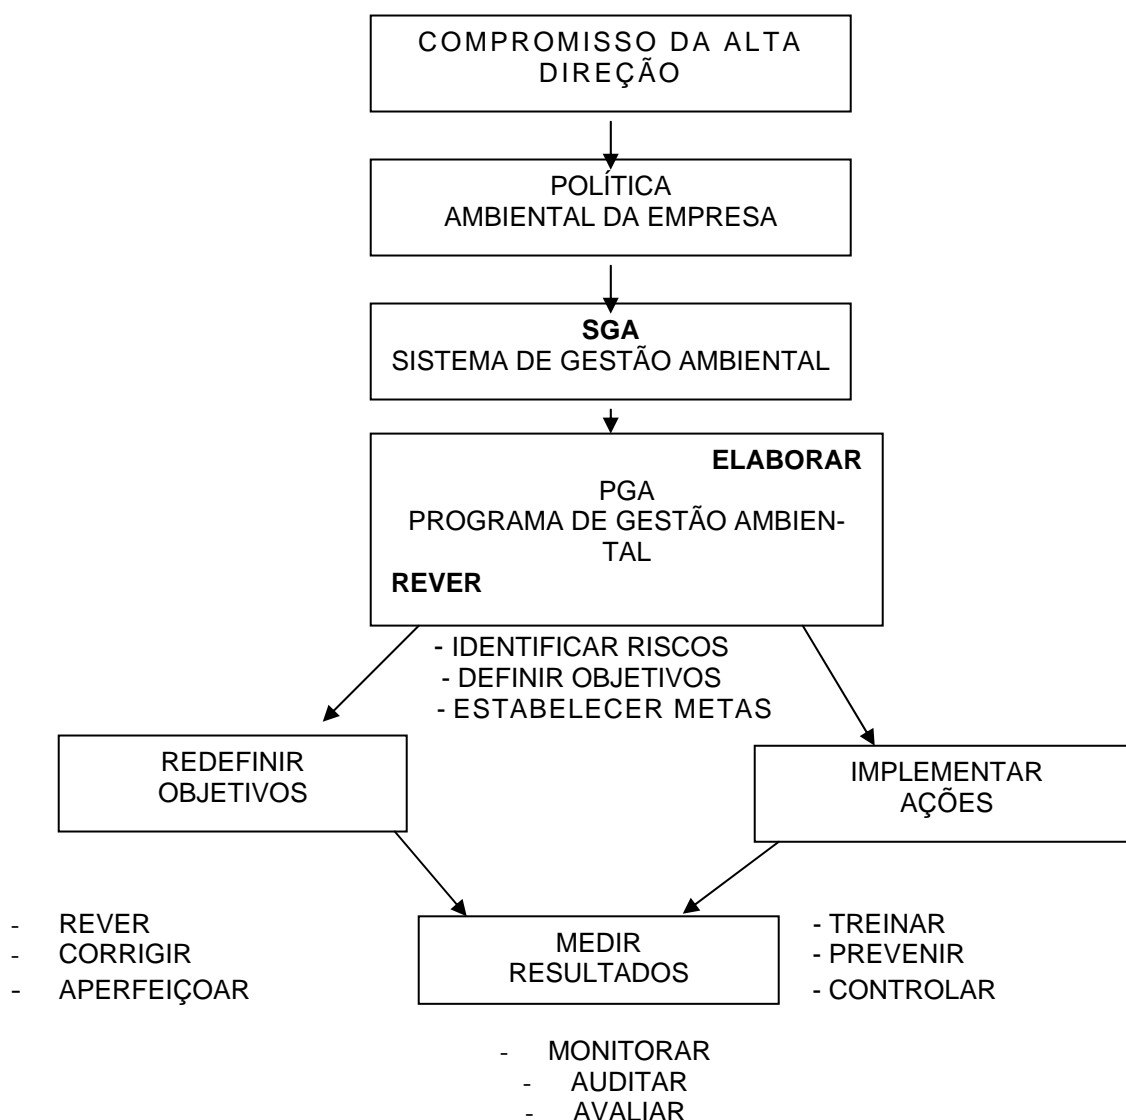 COMPROMISSO DA ALTA
DIREÇÃO
POLÍTICA
AMBIENTAL DA EMPRESA
SGA
SISTEMA DE GESTÃO AMBIENTAL
ELABORAR
PGA
PROGRAMA DE GESTÃO AMBIEN-
TAL
REVER
- IDENTIFICAR RISCOS
- DEFINIR OBJETIVOS
- ESTABELECER METAS
REDEFINIR
OBJETIVOS
IMPLEMENTAR
AÇÕES
- REVER
- CORRIGIR
- APERFEIÇOAR
MEDIR
RESULTADOS
- TREINAR
- PREVENIR
- CONTROLAR
- MONITORAR
- AUDITAR
- AVALIAR